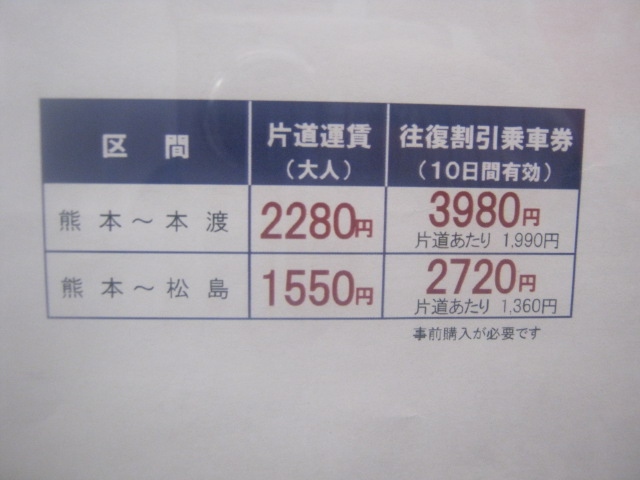 区間 片道運賃 往復割引乗車券
（大人） （10日間有効）
熊本～本渡 2280円 3980円
片道あたり 1,990円
熊本～松島 1550円 2720円
片道あたり 1,360円
事前購入が必要です